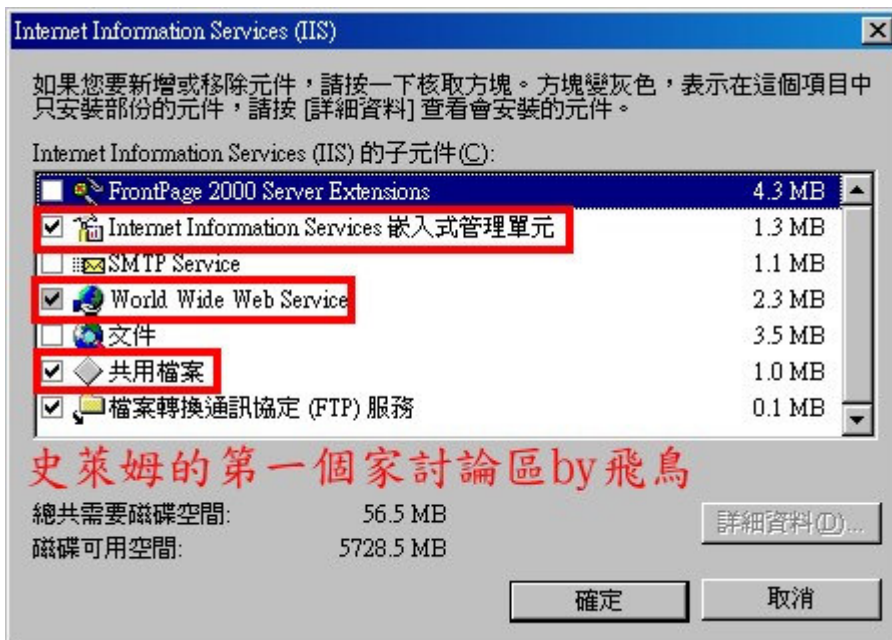 Internet Information Services (IIS)
如果您要新增或移除元件，請按一下核取方塊。方塊變灰色，表示在這個項目中
只安裝部份的元件，請按 [詳細資料] 查看會安裝的元件。
Internet Information Services (IIS) 的子元件(C):
FrontPage 2000 Server Extensions 4.3 MB
Internet Information Services 嵌入式管理單元 1.3 MB
SMTP Service 1.1 MB
World Wide Web Service 2.3 MB
文件 3.5 MB
共用檔案 1.0 MB
檔案轉換通訊協定 (FTP) 服務 0.1 MB
史萊姆的第一個家討論區by飛鳥
總共需要磁碟空間: 56.5 MB
詳細資料(D)...
磁碟可用空間: 5728.5 MB
確定 取消